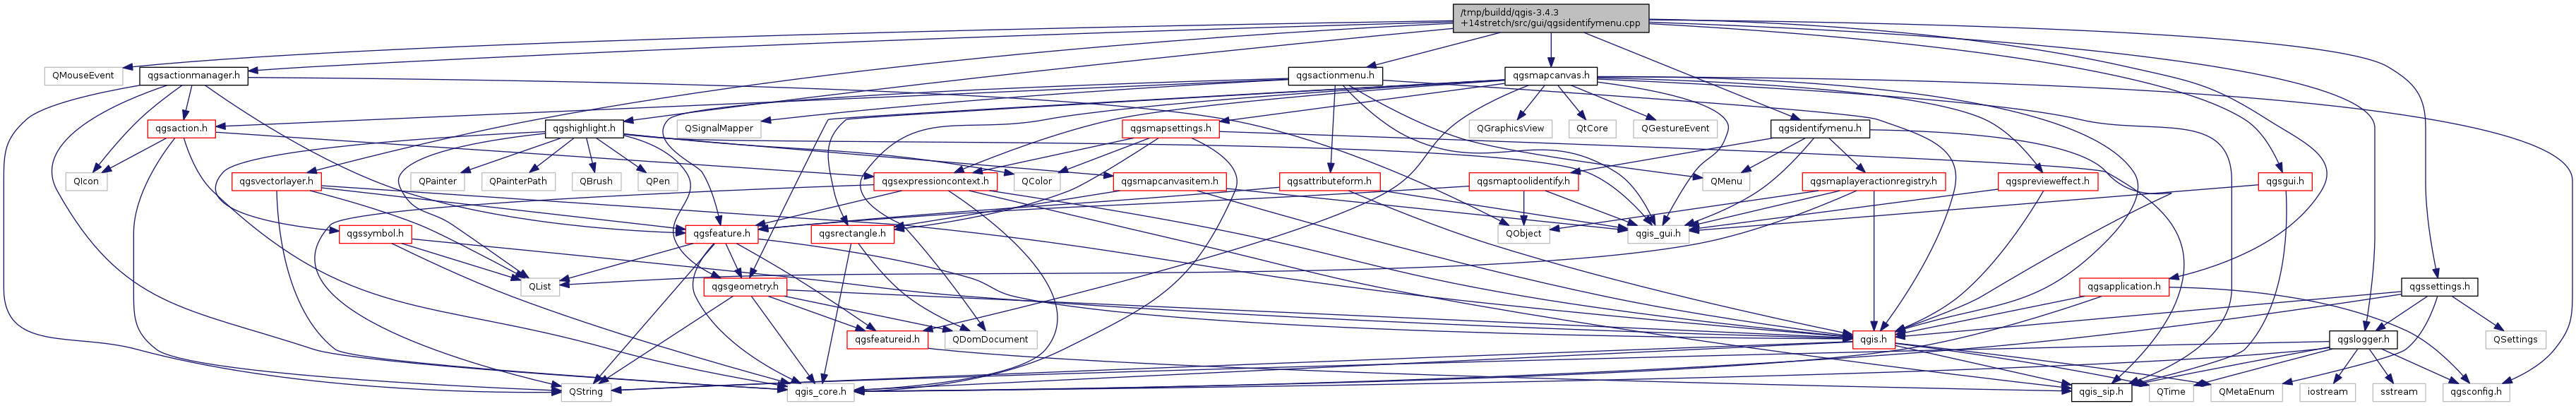 /tmp/buildd/qgis-3.4.3
+14stretch/src/gui/qgsidentifymenu.cpp
QMouseEvent
qgsactionmanager.h
qgsactionmenu.h
qgsmapcanvas.h
qgsaction.h
qgshighlight.h
QSignalMapper
qgsmapsettings.h
QGraphicsView
QtCore
QGestureEvent
qgsidentifymenu.h
QIcon
qgsvectorlayer.h
QPainter
QPainterPath
QBrush
QPen
qgsexpressioncontext.h
QColor
qgsmapcanvasitem.h
qgsattributeform.h
qgsmaptoolidentify.h
QMenu
qgsmaplayeractionregistry.h
qgsprevieweffect.h
qgsgui.h
qgssymbol.h
qgsfeature.h
qgsrectangle.h
QObject
qgis_gui.h
QList
qgsgeometry.h
qgsapplication.h
qgssettings.h
qgsfeatureid.h
QDomDocument
qgis.h
qgslogger.h
QSettings
QString
qgis_core.h
qgis_sip.h
QTime
QMetaEnum
iostream
sstream
qgsconfig.h